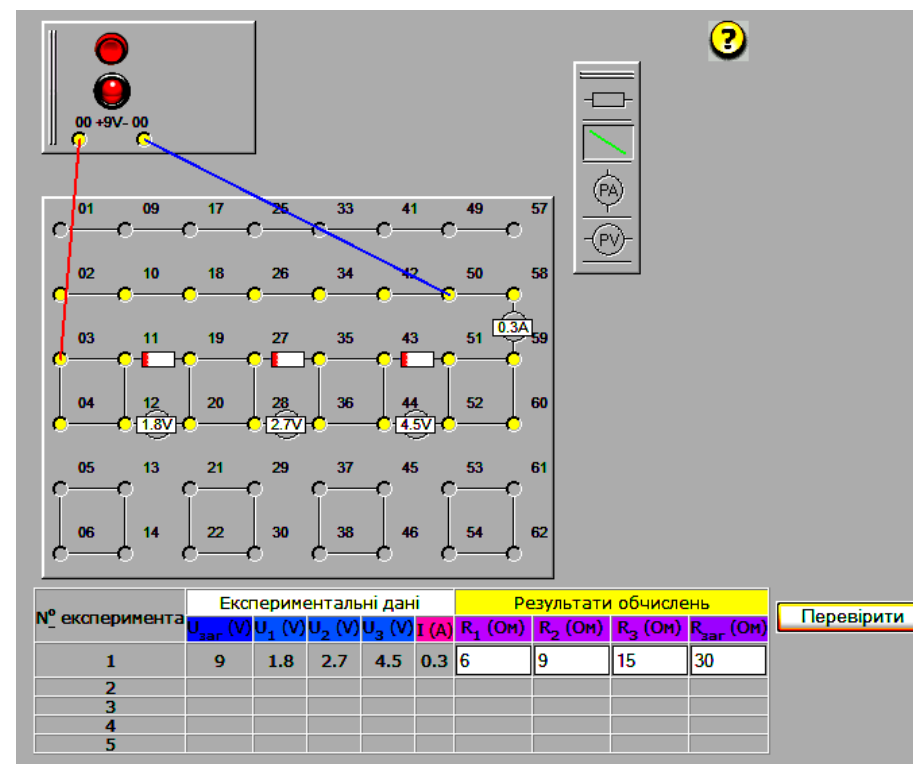 ?
00 +9V- 00
PA
PV
01 09 17 25 33 41 49 57
02 10 18 26 34 42 50 58
0.3A
03 11 19 27 35 43 51 59
04 12 20 28 36 44 52 60
1.8V 2.7V 4.5V
05 13 21 29 37 45 53 61
06 14 22 30 38 46 54 62
Nº експеримента Експериментальні дані Результати обчислень
Uзаг (V) U1 (V) U2 (V) U3 (V) I (A) R1 (Ом) R2 (Ом) R3 (Ом) Rзаг (Ом)
Перевірити
1 9 1.8 2.7 4.5 0.3 6 9 15 30
2
3
4
5